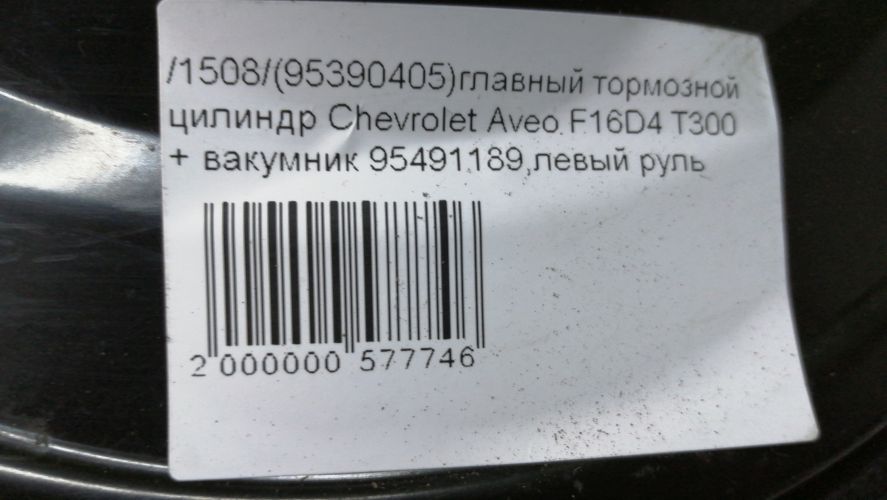 /1508/(95390405)главный тормозной
цилиндр Chevrolet Aveo F16D4 T300
+ вакумник 95491189,левый руль
2 000000 577746